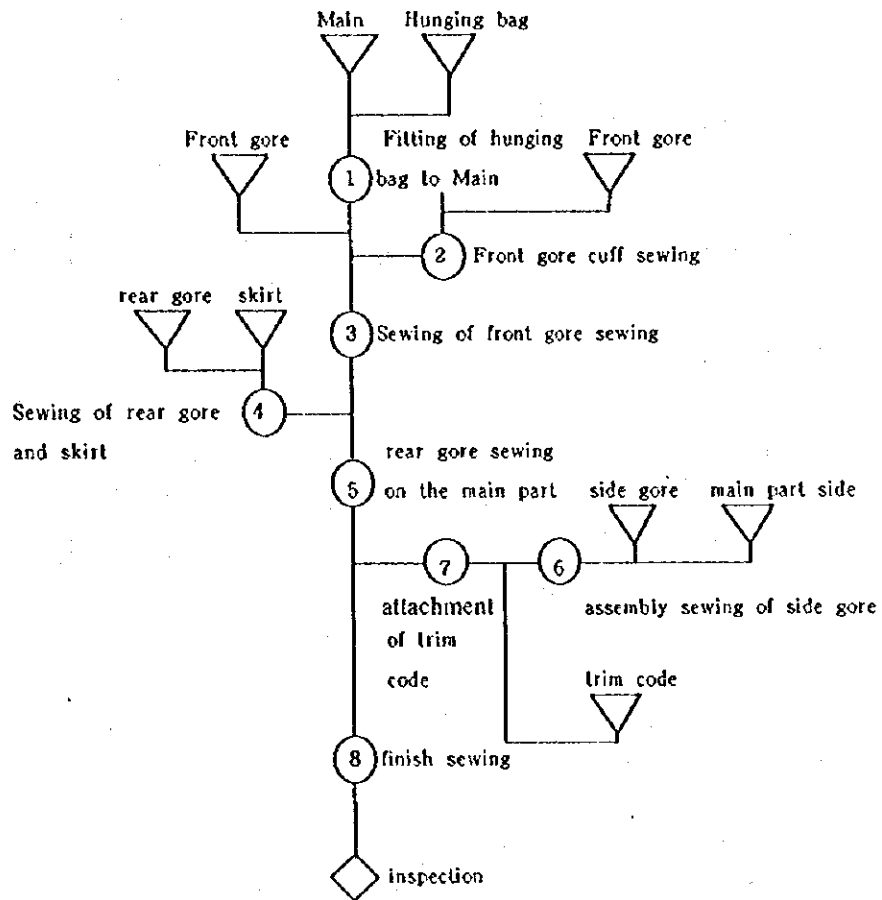 Main
Hunging bag
Front gore
Fitting of hunging
Front gore
1
bag to Main
2
Front gore cuff sewing
rear gore
skirt
3
Sewing of front gore sewing
4
Sewing of rear gore
and skirt
rear gore sewing
5
on the main part
side gore
main part side
7
6
attachment
of trim
code
assembly sewing of side gore
trim code
8
finish sewing
inspection